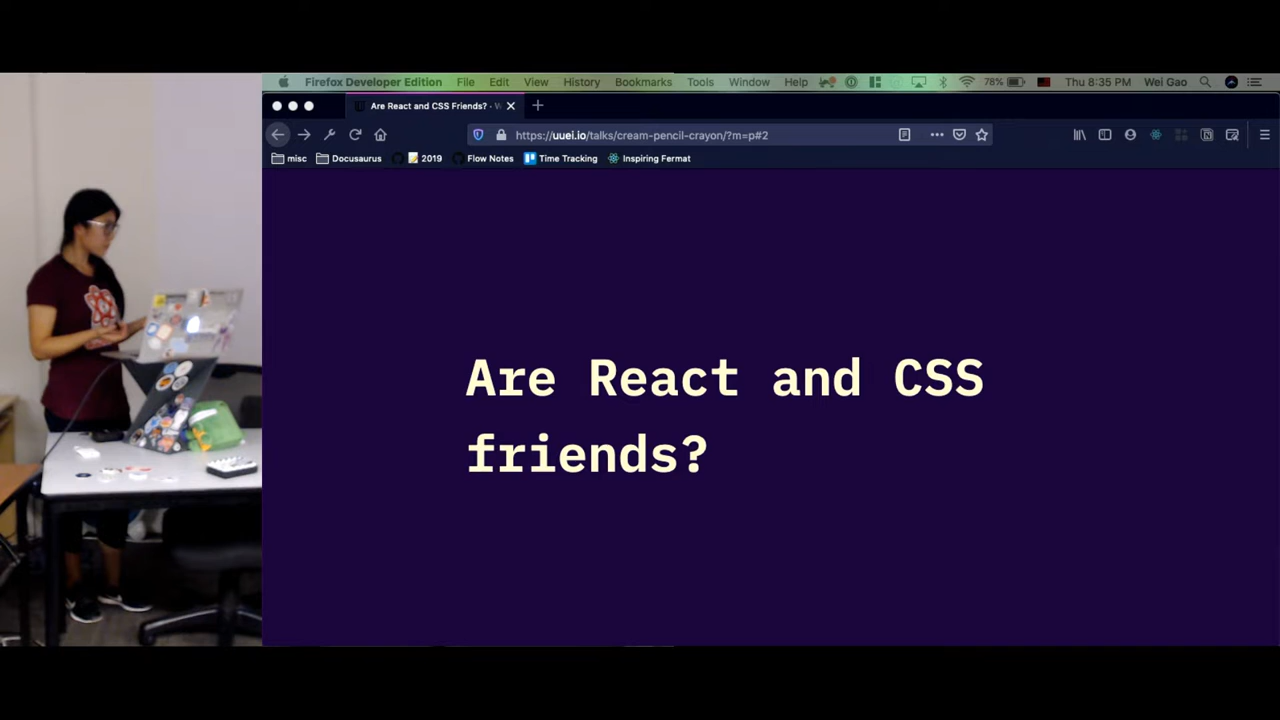 Firefox Developer Edition File Edit View History Bookmarks Tools Window Help 78% Thu 8:35 PM Wei Gao
Are React and CSS Friends? · W
https://uuei.io/talks/cream-pencil-crayon/?m=p#2
misc Docusaurus 2019 Flow Notes Time Tracking Inspiring Fermat
Are React and CSS
friends?